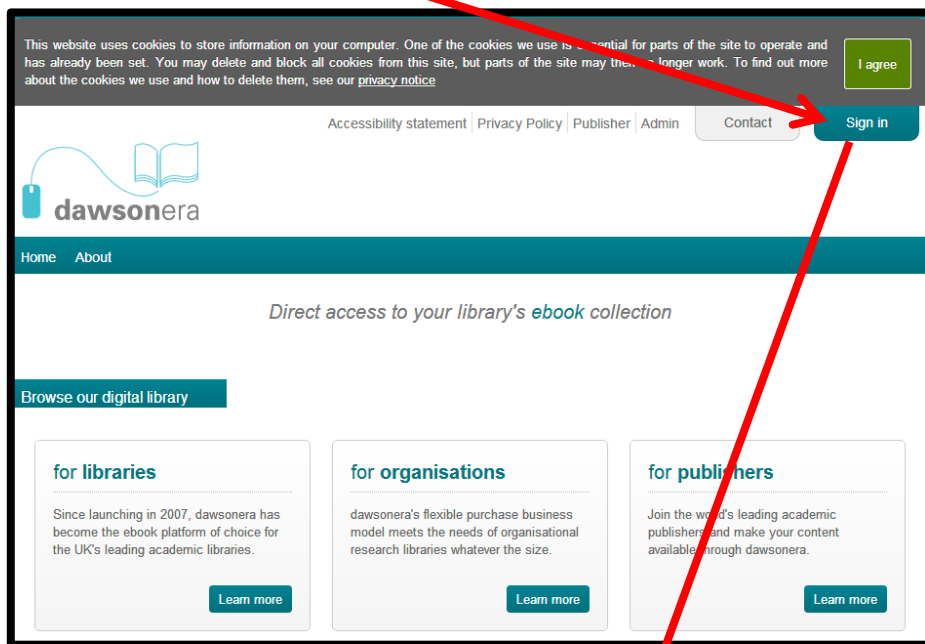 This website uses cookies to store information on your computer. One of the cookies we use is essential for parts of the site to operate and
has already been set. You may delete and block all cookies from this site, but parts of the site may then no longer work. To find out more
about the cookies we use and how to delete them, see our privacy notice
I agree
Accessibility statement Privacy Policy Publisher Admin Contact Sign in
dawsonera
Home About
Direct access to your library's ebook collection
Browse our digital library
for libraries
Since launching in 2007, dawsonera has
become the ebook platform of choice for
the UK's leading academic libraries.
Learn more
for organisations
dawsonera's flexible purchase business
model meets the needs of organisational
research libraries whatever the size.
Learn more
for publishers
Join the world's leading academic
publishers and make your content
available through dawsonera.
Learn more